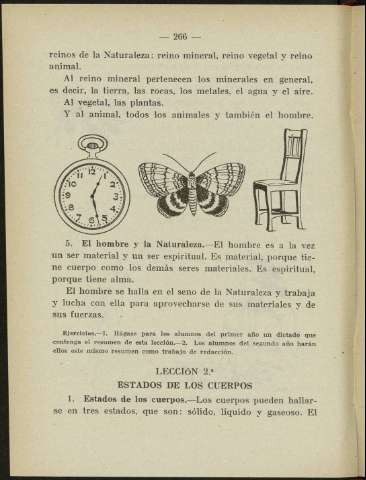 — 266 —
reinos de la Naturaleza: reino mineral, reino vegetal y reino
animal.
Al reino mineral pertenecen los minerales en general,
es decir, la tierra, las rocas, los metales, el agua y el aire.
Al vegetal, las plantas.
Y al animal, todos los animales y también el hombre.
5. El hombre y la Naturaleza.—El hombre es a la vez
un ser material y un ser espiritual. Es material, porque tie-
ne cuerpo como los demás seres materiales. Es espiritual,
porque tiene alma.
El hombre se halla en el seno de la Naturaleza y trabaja
y lucha con ella para aprovecharse de sus materiales y de
sus fuerzas.
Ejercicios.—1. Hágase para los alumnos del primer año un dictado que
contenga el resumen de esta lección.—2. Los alumnos del segundo año harán
ellos este mismo resumen como trabajo de redacción.
LECCIÓN 2.ª
ESTADOS DE LOS CUERPOS
1. Estados de los cuerpos.—Los cuerpos pueden hallar-
se en tres estados, que son: sólido, líquido y gaseoso. El